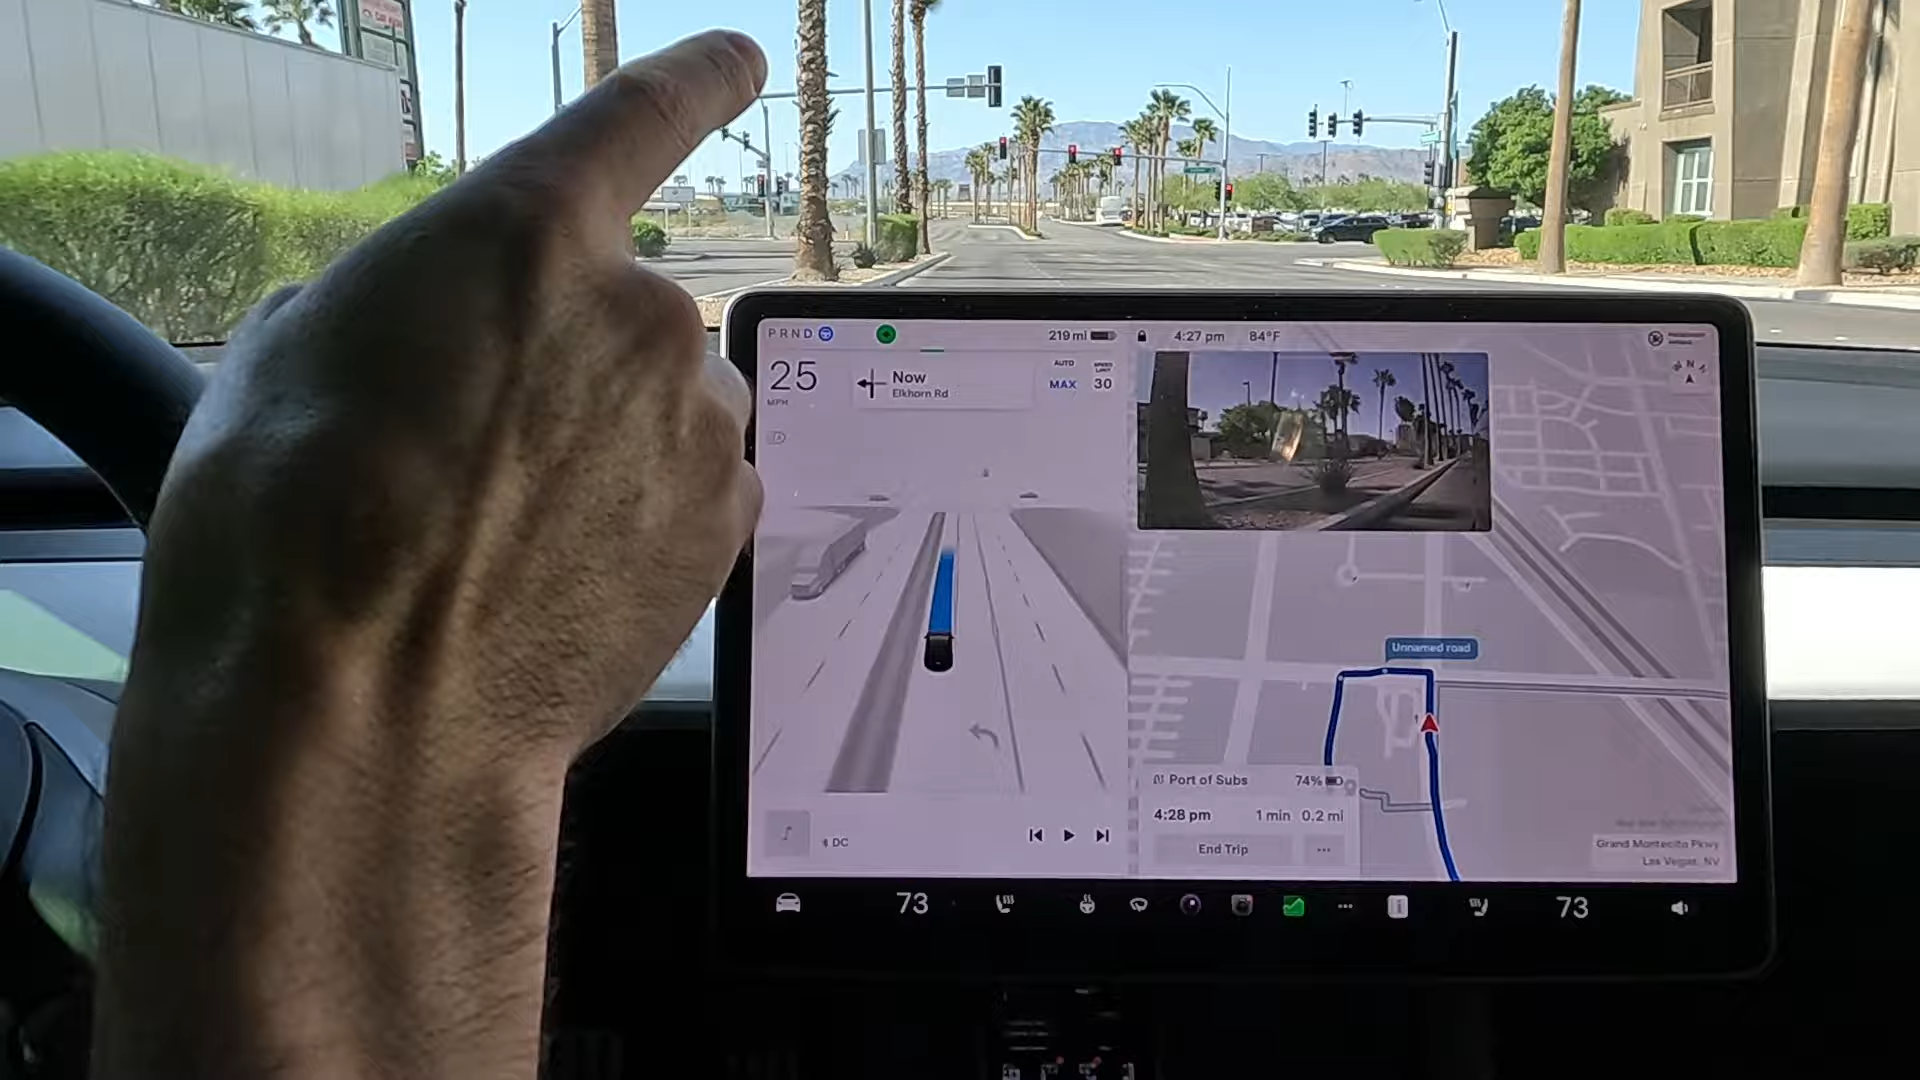 PRND
219 mi
4:27 pm
84°F
25
MPH
Now
Elkhorn Rd
AUTO
MAX
SPEED
LIMIT
30
N
Unnamed road
Port of Subs
74%
4:28 pm
1 min
0.2 mi
End Trip
...
DC
Grand Montecito Pkwy
Las Vegas, NV
73
73